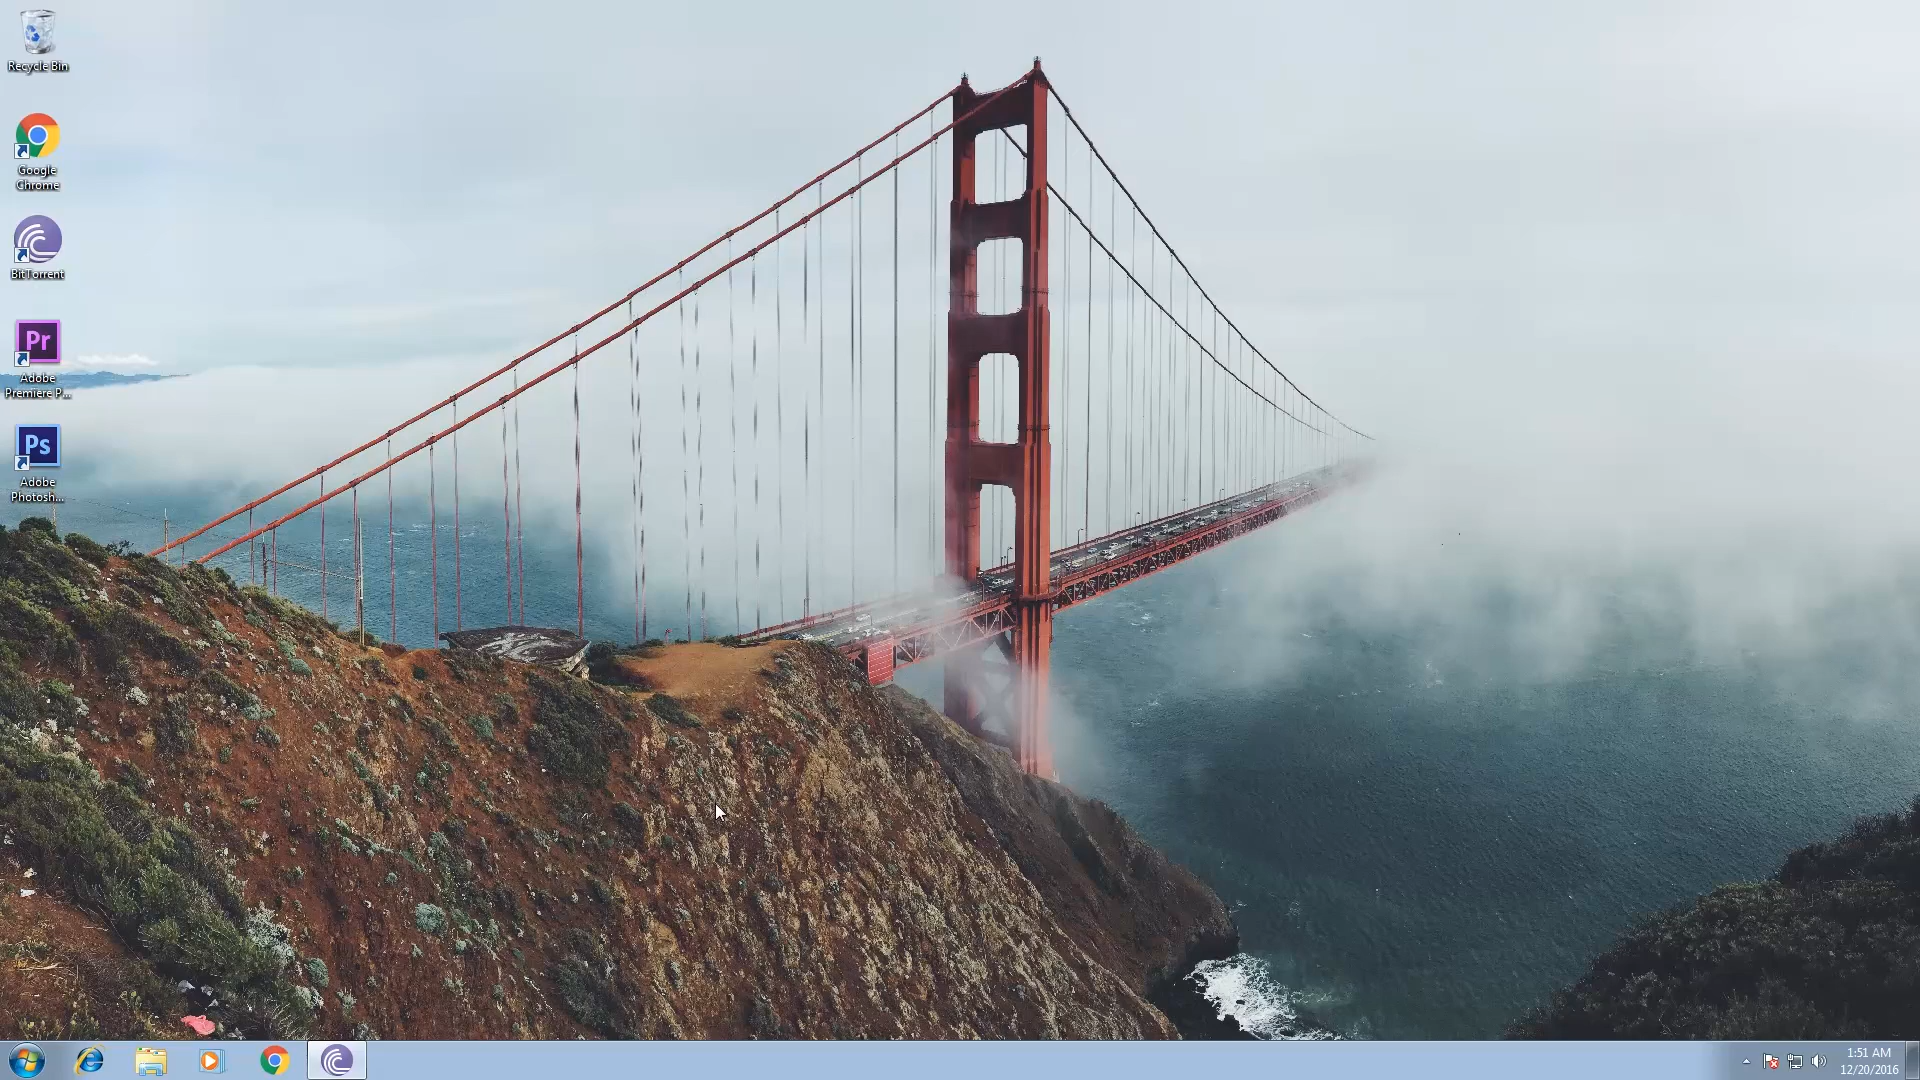 Recycle Bin
Google
Chrome
BitTorrent
Pr
Adobe
Premiere P...
Ps
Adobe
Photosh...
1:51 AM
12/20/2016